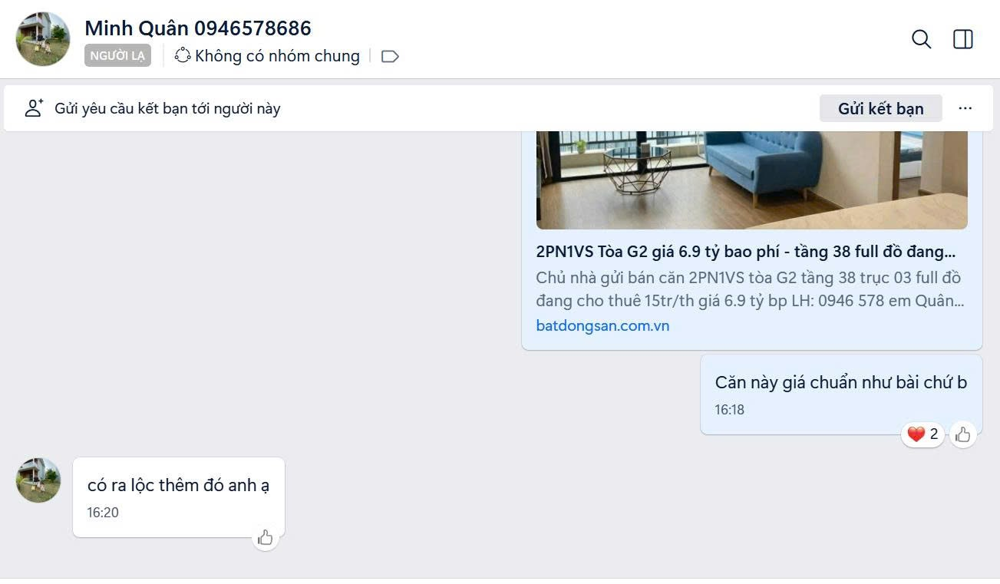 Minh Quân 0946578686
NGƯỜI LẠ
Không có nhóm chung
Gửi yêu cầu kết bạn tới người này
Gửi kết bạn
2PN1VS Tòa G2 giá 6.9 tỷ bao phí - tầng 38 full đồ đang...
Chủ nhà gửi bán căn 2PN1VS tòa G2 tầng 38 trục 03 full đồ
đang cho thuê 15tr/th giá 6.9 tỷ bp LH: 0946 578 em Quân...
batdongsan.com.vn
Căn này giá chuẩn như bài chứ b
16:18
2
có ra lộc thêm đó anh ạ
16:20